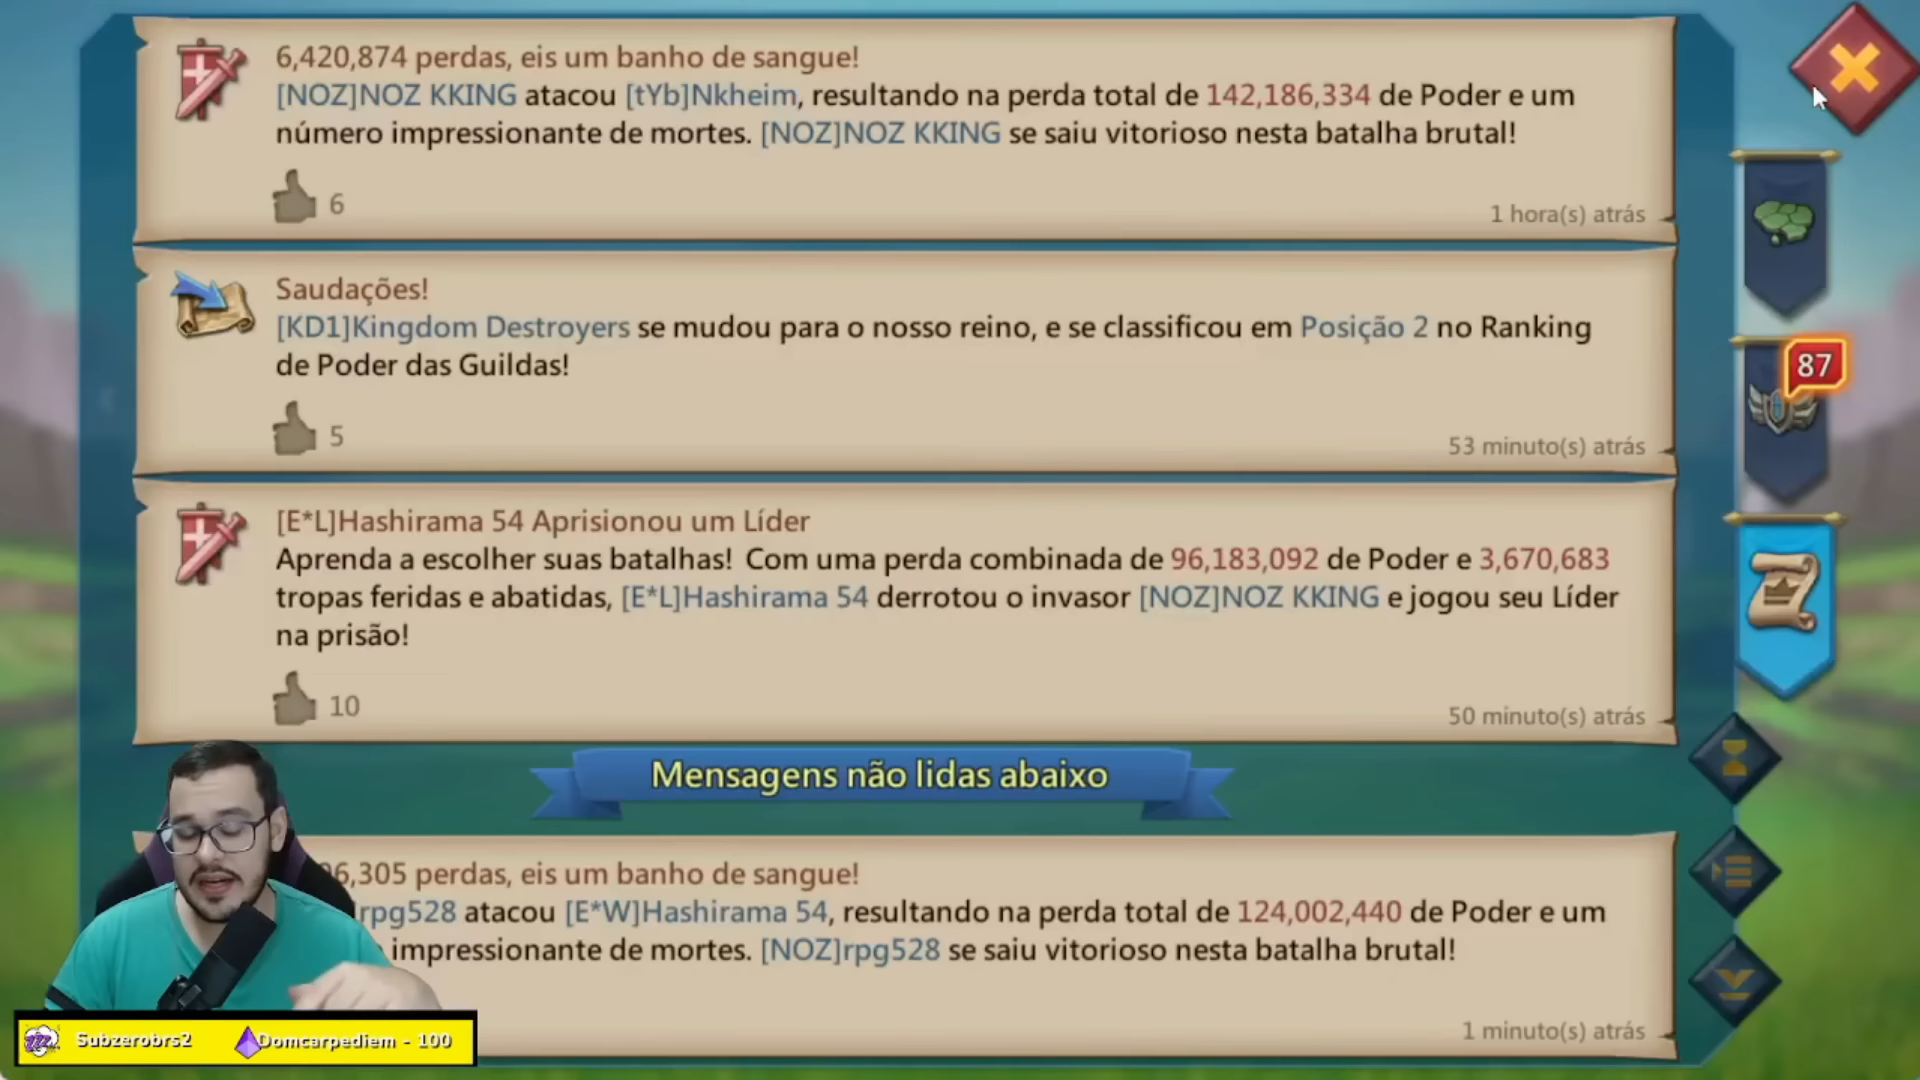 6,420,874 perdas, eis um banho de sangue!
[NOZ]NOZ KKING atacou [tYb]Nkheim, resultando na perda total de 142,186,334 de Poder e um
número impressionante de mortes. [NOZ]NOZ KKING se saiu vitorioso nesta batalha brutal!
6
1 hora(s) atrás
Saudações!
[KD1]Kingdom Destroyers se mudou para o nosso reino, e se classificou em Posição 2 no Ranking
de Poder das Guildas!
5
53 minuto(s) atrás
87
[E*L]Hashirama 54 Aprisionou um Líder
Aprenda a escolher suas batalhas! Com uma perda combinada de 96,183,092 de Poder e 3,670,683
tropas feridas e abatidas, [E*L]Hashirama 54 derrotou o invasor [NOZ]NOZ KKING e jogou seu Líder
na prisão!
10
50 minuto(s) atrás
Mensagens não lidas abaixo
6,305 perdas, eis um banho de sangue!
rpg528 atacou [E*W]Hashirama 54, resultando na perda total de 124,002,440 de Poder e um
impressionante de mortes. [NOZ]rpg528 se saiu vitorioso nesta batalha brutal!
1 minuto(s) atrás
Subzerobrs2
Domcarpediem - 100